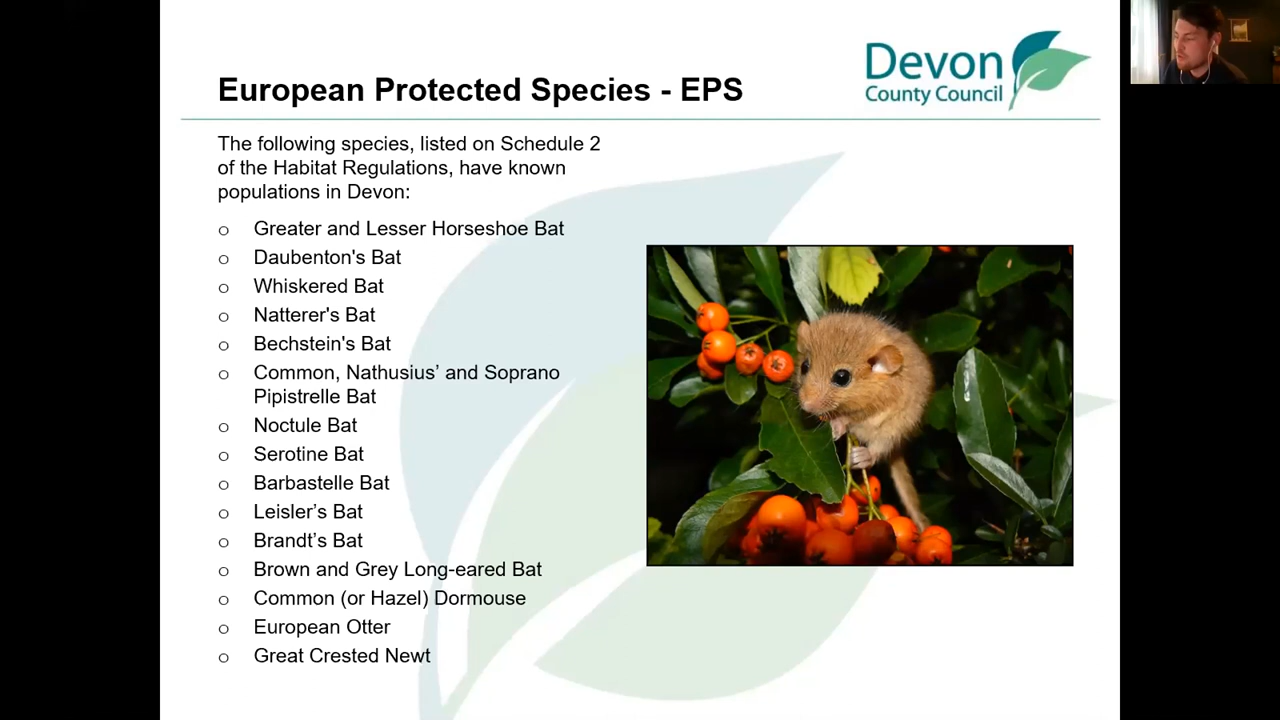 European Protected Species - EPS
Devon
County Council
The following species, listed on Schedule 2
of the Habitat Regulations, have known
populations in Devon:
o Greater and Lesser Horseshoe Bat
o Daubenton's Bat
o Whiskered Bat
o Natterer's Bat
o Bechstein's Bat
o Common, Nathusius’ and Soprano
Pipistrelle Bat
o Noctule Bat
o Serotine Bat
o Barbastelle Bat
o Leisler’s Bat
o Brandt’s Bat
o Brown and Grey Long-eared Bat
o Common (or Hazel) Dormouse
o European Otter
o Great Crested Newt